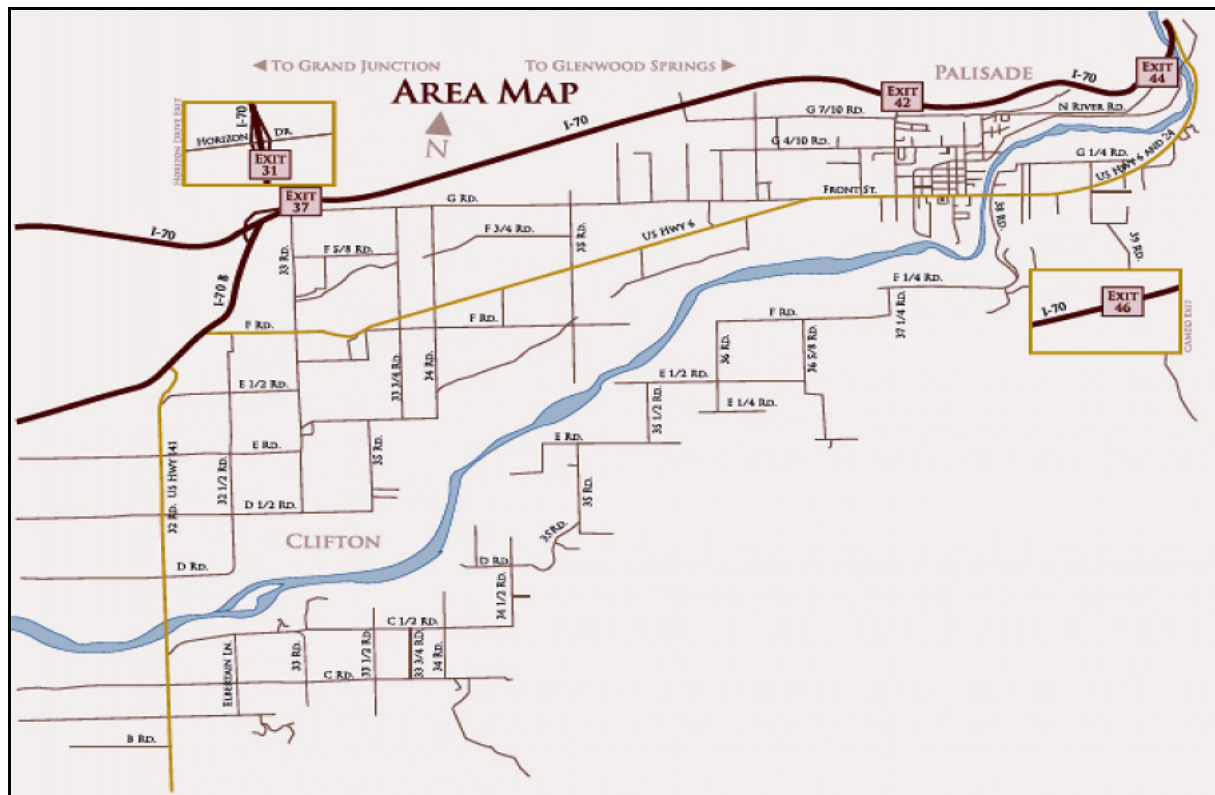 ◄ To Grand Junction
To Glenwood Springs ►
Area Map
N
Palisade
Clifton
Horizon Drive Exit
I-70
Horizon Dr.
Exit
31
Exit
37
Exit
42
Exit
44
I-70
I-70
I-70
I-70 B
N River Rd.
G 7/10 Rd.
G 4/10 Rd.
G 1/4 Rd.
US Hwy 6 and 24
Front St.
G Rd.
US Hwy 6
33 Rd.
F 5/8 Rd.
F 3/4 Rd.
35 Rd.
38 Rd.
39 Rd.
F 1/4 Rd.
37 1/4 Rd.
I-70
Exit
46
Cameo Exit
F Rd.
F Rd.
F Rd.
36 Rd.
36 5/8 Rd.
33 3/4 Rd.
34 Rd.
E 1/2 Rd.
E 1/2 Rd.
E 1/4 Rd.
35 1/2 Rd.
E Rd.
E Rd.
35 Rd.
32 Rd. US Hwy 141
32 1/2 Rd.
D 1/2 Rd.
35 Rd.
35 Rd.
D Rd.
D Rd.
34 1/2 Rd.
C 1/2 Rd.
Elbertain Ln.
33 Rd.
33 1/2 Rd.
33 3/4 Rd.
34 Rd.
C Rd.
B Rd.